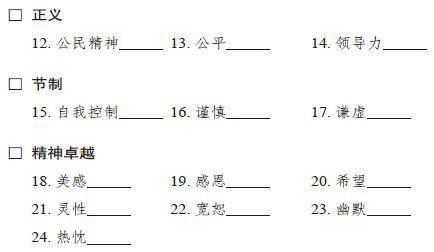 □ 正义
12. 公民精神______ 13. 公平______ 14. 领导力______
□ 节制
15. 自我控制______ 16. 谨慎______ 17. 谦虚______
□ 精神卓越
18. 美感______ 19. 感恩______ 20. 希望______
21. 灵性______ 22. 宽恕______ 23. 幽默______
24. 热忱______